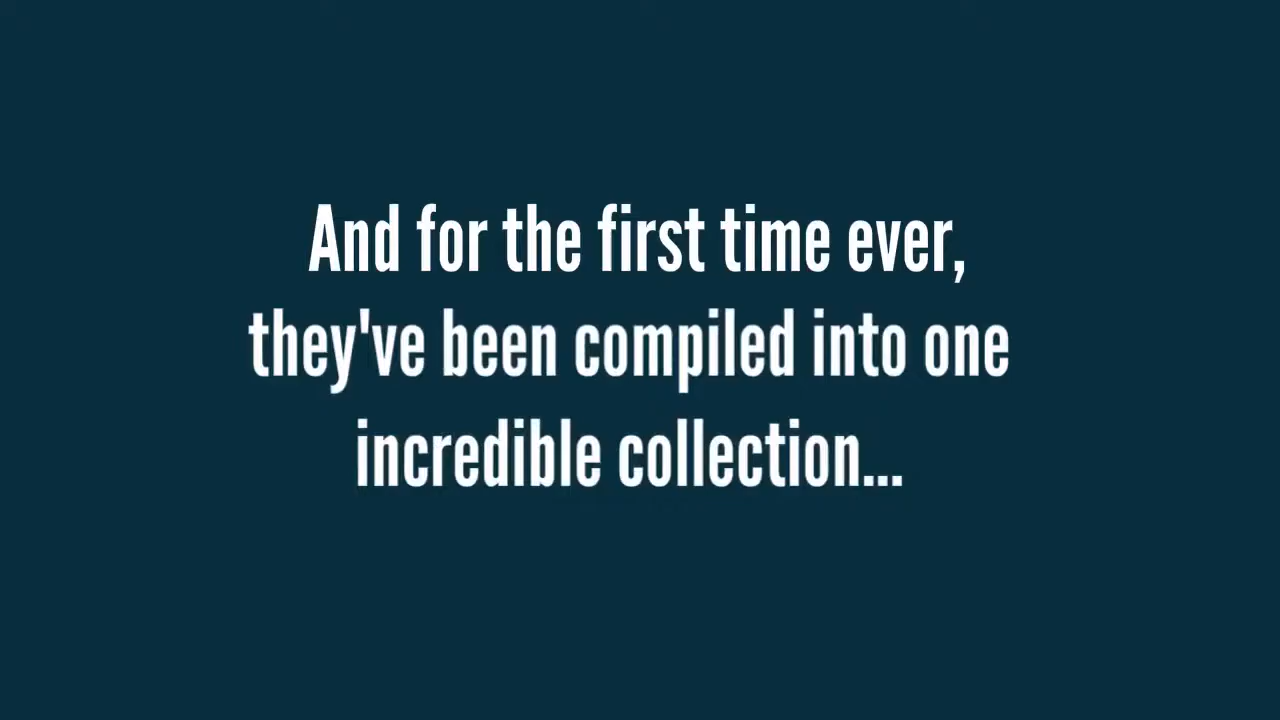 And for the first time ever,
they've been compiled into one
incredible collection...